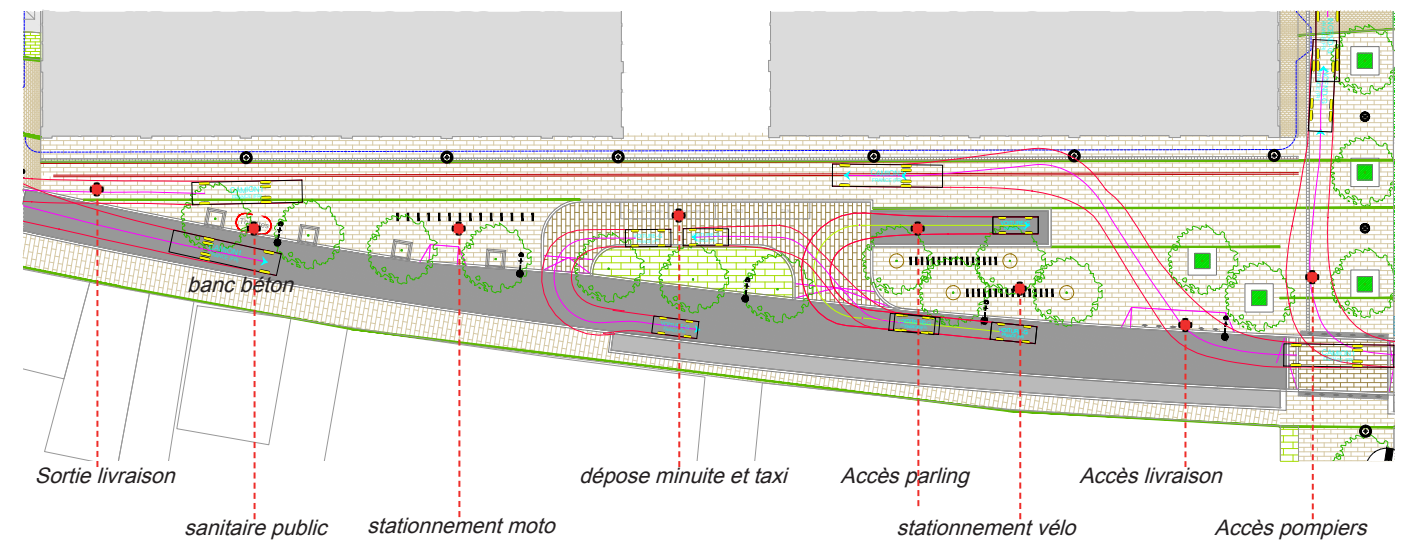 banc béton
Sortie livraison
dépose minuite et taxi
Accès parling
Accès livraison
sanitaire public
stationnement moto
stationnement vélo
Accès pompiers